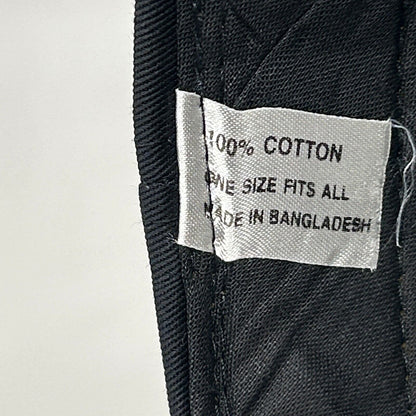 100% COTTON
ONE SIZE FITS ALL
MADE IN BANGLADESH